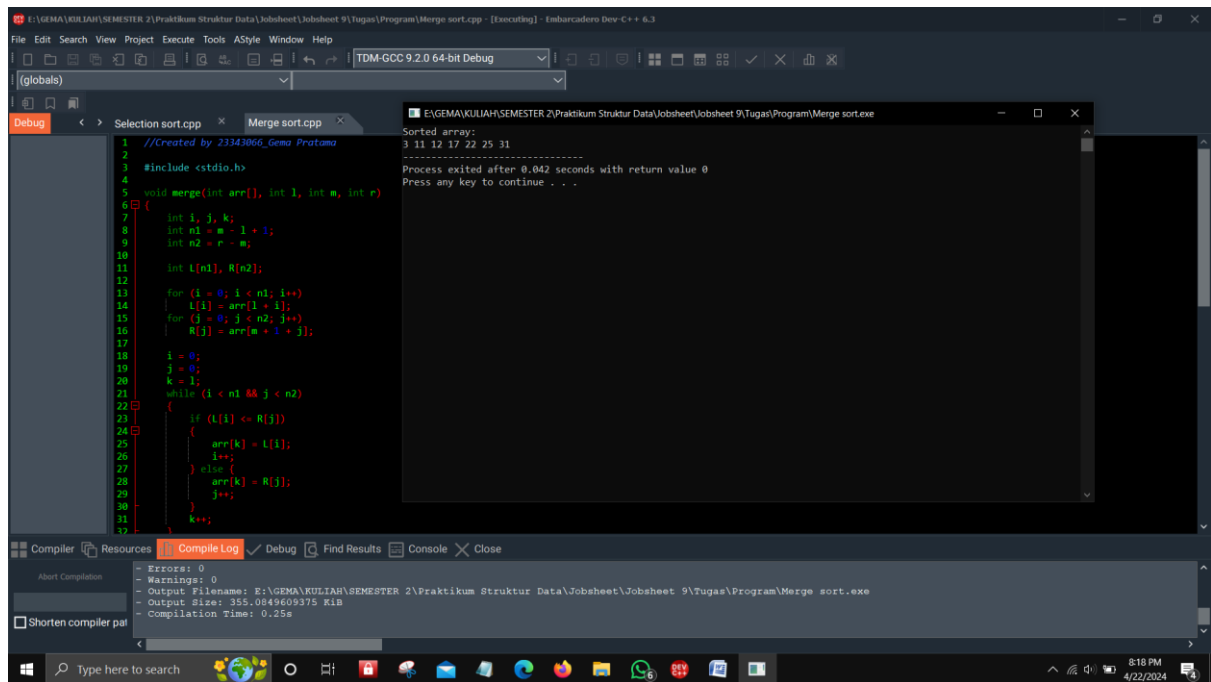 E:\GEMA\KULIAH\SEMESTER 2\Praktikum Struktur Data\Jobsheet\Jobsheet 9\Tugas\Program\Merge sort.cpp - [Executing] - Embarcadero Dev-C++ 6.3
File Edit Search View Project Execute Tools AStyle Window Help
TDM-GCC 9.2.0 64-bit Debug
(globals)
Debug
Selection sort.cpp
Merge sort.cpp
1 //Created by 23343066_Gema Pratama
2
3 #include <stdio.h>
4
5 void merge(int arr[], int l, int m, int r)
6 {
7 int i, j, k;
8 int n1 = m - l + 1;
9 int n2 = r - m;
10
11 int L[n1], R[n2];
12
13 for (i = 0; i < n1; i++)
14 L[i] = arr[l + i];
15 for (j = 0; j < n2; j++)
16 R[j] = arr[m + 1 + j];
17
18 i = 0;
19 j = 0;
20 k = l;
21 while (i < n1 && j < n2)
22 {
23 if (L[i] <= R[j])
24 {
25 arr[k] = L[i];
26 i++;
27 } else {
28 arr[k] = R[j];
29 j++;
30 }
31 k++;
32 }
E:\GEMA\KULIAH\SEMESTER 2\Praktikum Struktur Data\Jobsheet\Jobsheet 9\Tugas\Program\Merge sort.exe
Sorted array:
3 11 12 17 22 25 31
--------------------------------
Process exited after 0.042 seconds with return value 0
Press any key to continue . . .
Compiler Resources Compile Log Debug Find Results Console Close
Abort Compilation
Shorten compiler pat
- Errors: 0
- Warnings: 0
- Output Filename: E:\GEMA\KULIAH\SEMESTER 2\Praktikum Struktur Data\Jobsheet\Jobsheet 9\Tugas\Program\Merge sort.exe
- Output Size: 355.0849609375 KiB
- Compilation Time: 0.25s
Type here to search
6
DEV
8:18 PM
4/22/2024
4